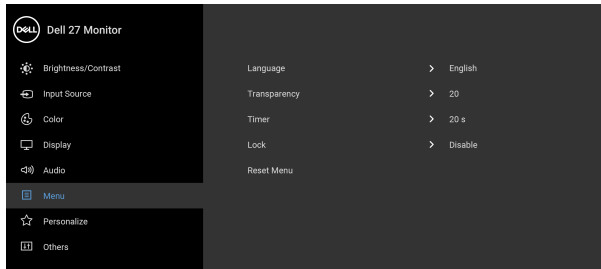 DELL Dell 27 Monitor
Brightness/Contrast
Language > English
Input Source
Transparency > 20
Color
Timer > 20 s
Display
Lock > Disable
Audio
Reset Menu
Menu
Personalize
Others